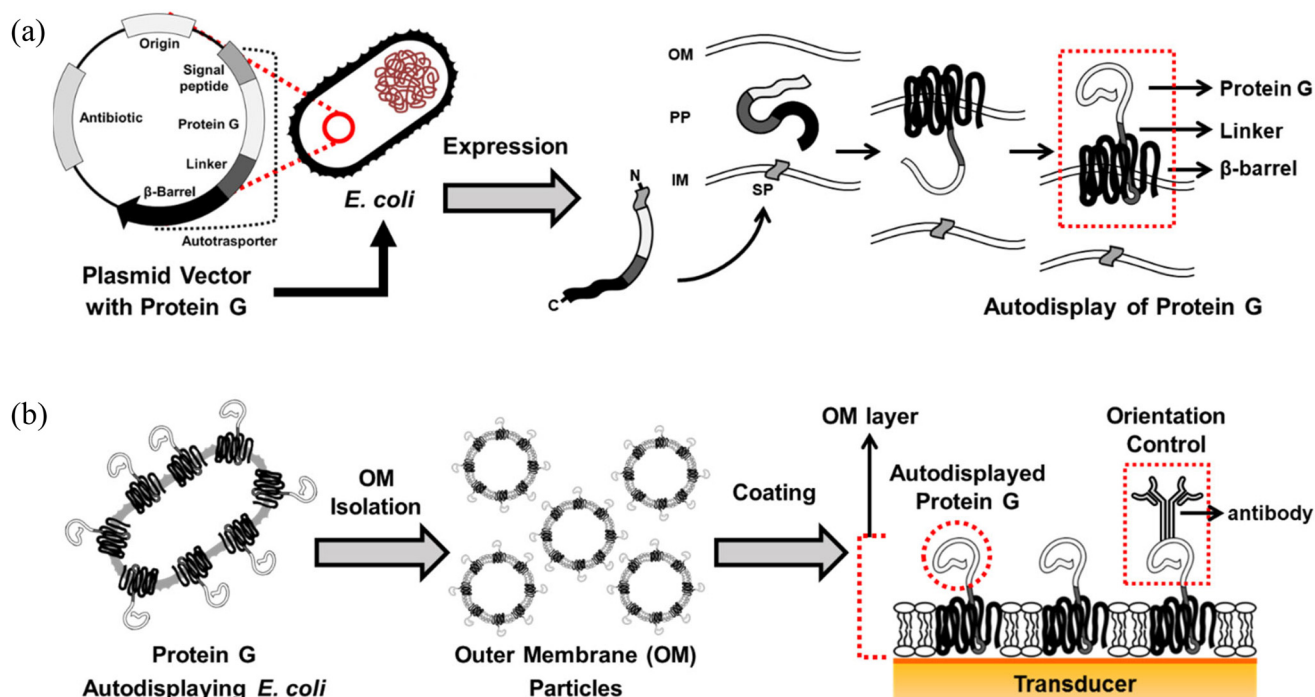 (a)
Origin
Signal
peptide
Antibiotic
Protein G
Linker
β-Barrel
Autotrasporter
Plasmid Vector
with Protein G
E. coli
Expression
N
C
OM
PP
IM
SP
Protein G
Linker
β-barrel
Autodisplay of Protein G
(b)
Protein G
Autodisplaying E. coli
OM
Isolation
Outer Membrane (OM)
Particles
Coating
OM layer
Autodisplayed
Protein G
Orientation
Control
antibody
Transducer